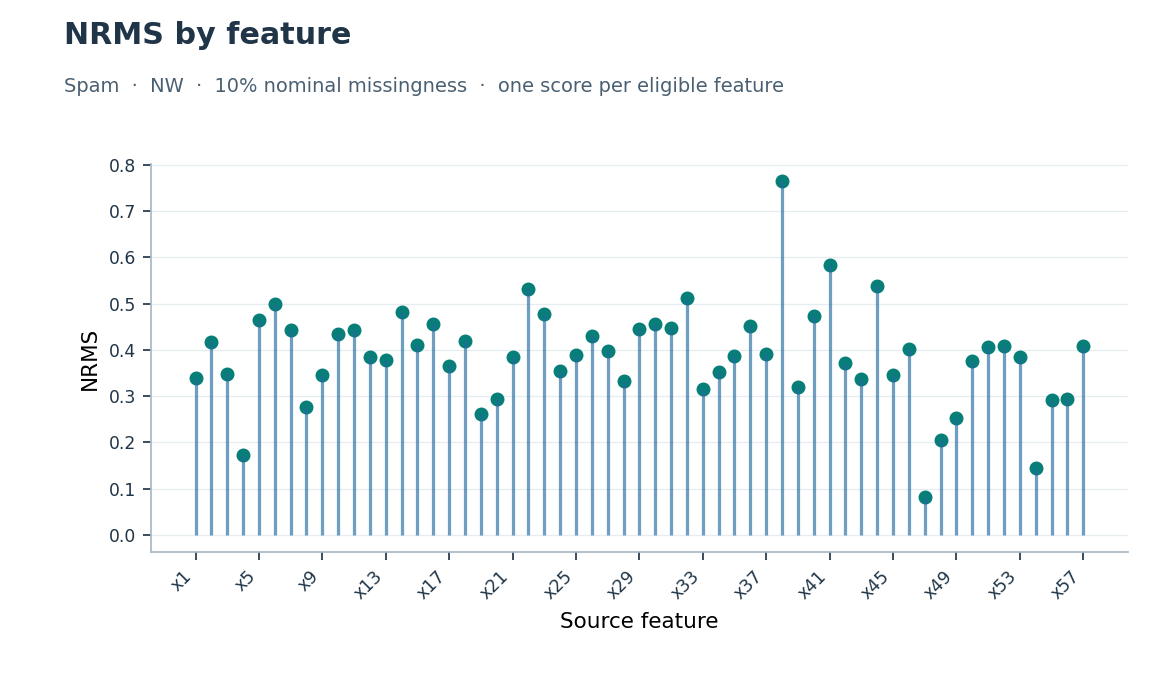 NRMS by feature
Spam · NW · 10% nominal missingness · one score per eligible feature
0.8
0.7
0.6
0.5
0.4
0.3
0.2
0.1
0.0
NRMS
x1 x5 x9 x13 x17 x21 x25 x29 x33 x37 x41 x45 x49 x53 x57
Source feature